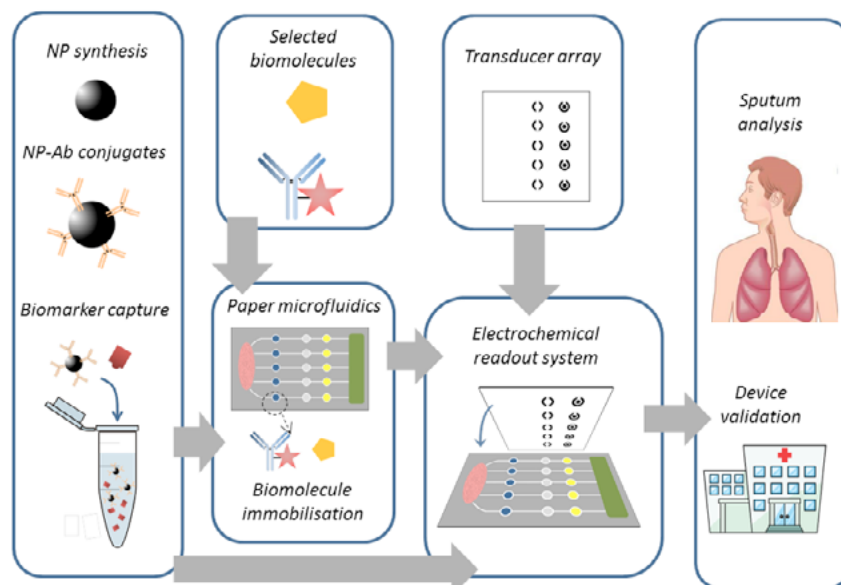 NP synthesis
NP-Ab conjugates
Biomarker capture
Selected
biomolecules
Paper microfluidics
Biomolecule
immobilisation
Transducer array
Electrochemical
readout system
Sputum
analysis
Device
validation